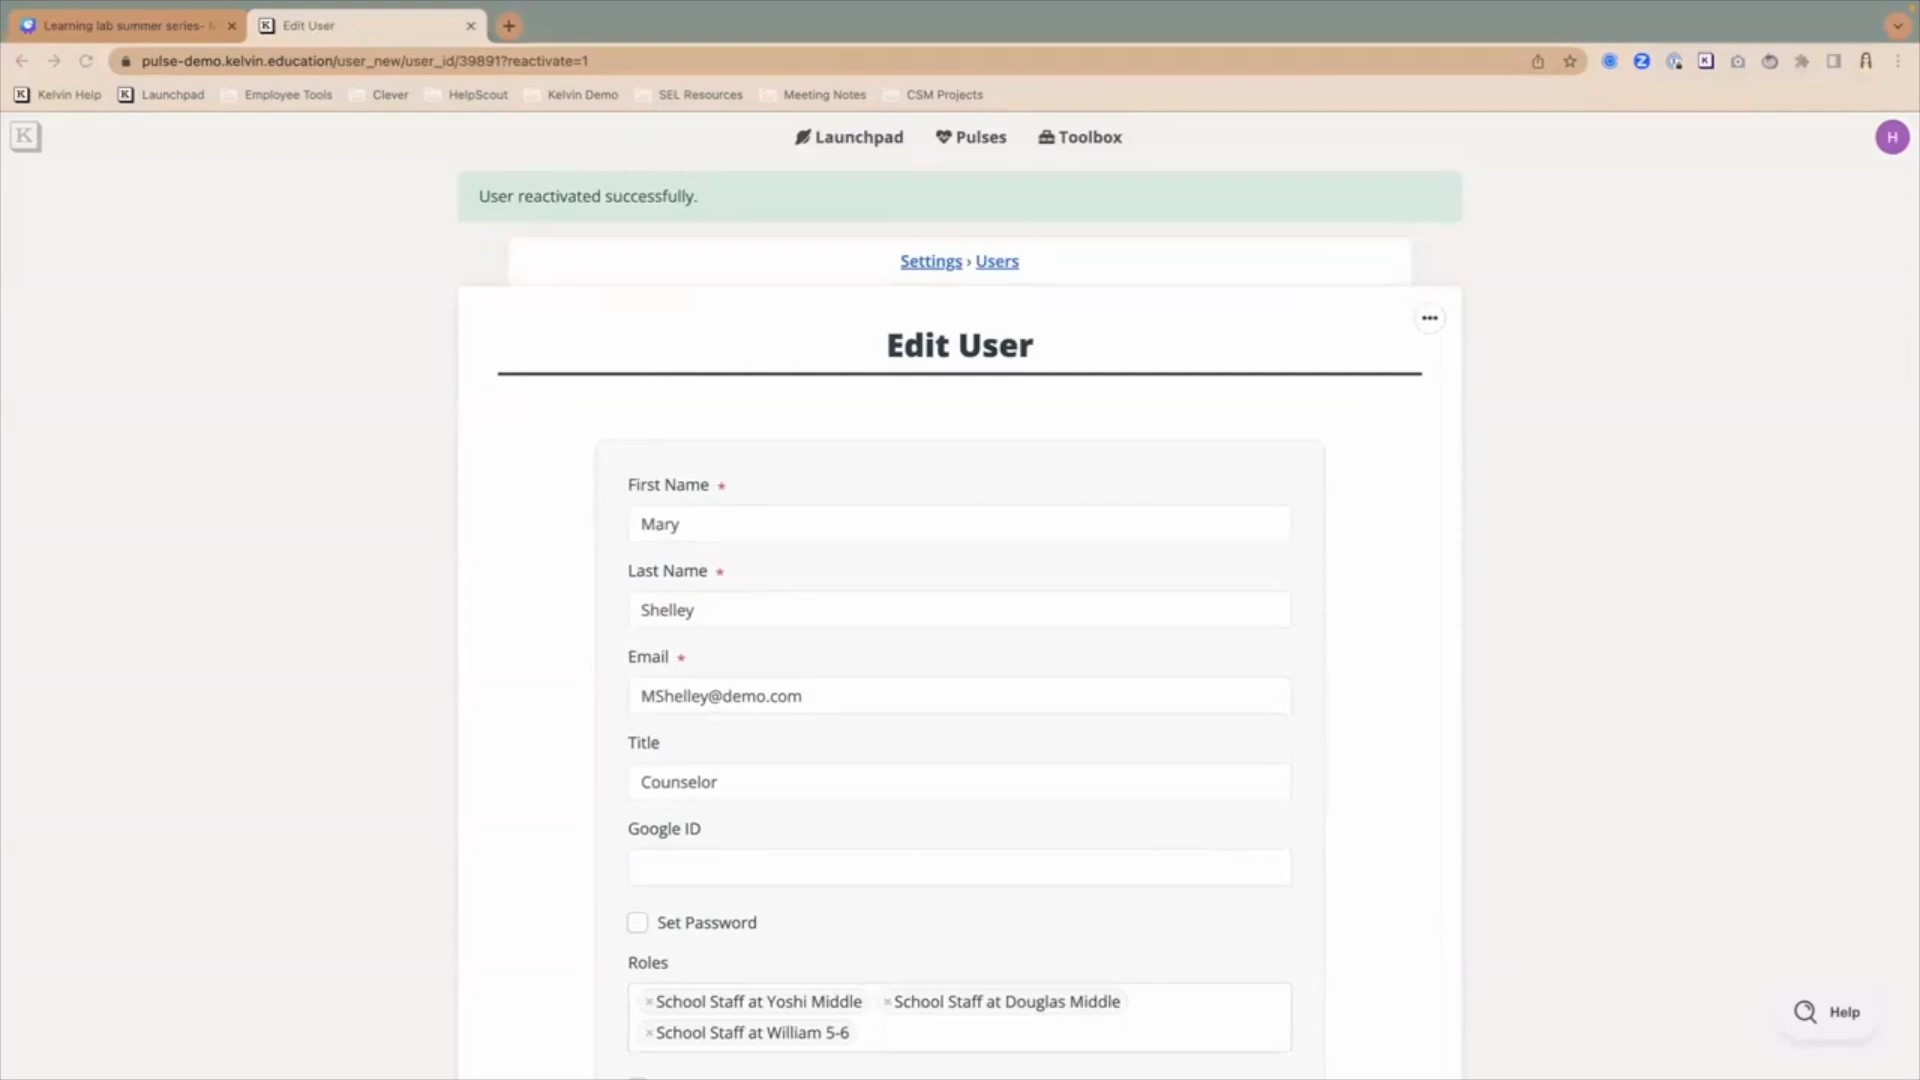 Learning lab summer series-
Edit User
pulse-demo.kelvin.education/user_new/user_id/39891?reactivate=1
K Kelvin Help K Launchpad Employee Tools Clever HelpScout Kelvin Demo SEL Resources Meeting Notes CSM Projects
K Launchpad Pulses Toolbox H
User reactivated successfully.
Settings › Users
Edit User
First Name *
Mary
Last Name *
Shelley
Email *
MShelley@demo.com
Title
Counselor
Google ID
Set Password
Roles
×School Staff at Yoshi Middle ×School Staff at Douglas Middle
×School Staff at William 5-6
Help